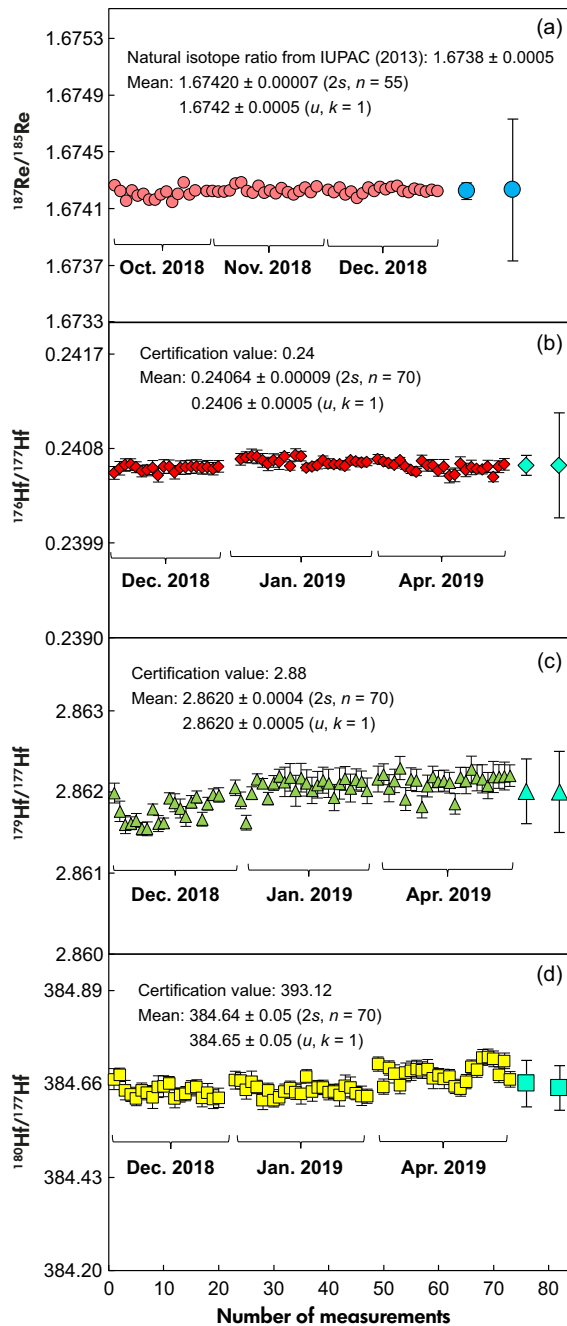 (a)
1.6753
Natural isotope ratio from IUPAC (2013): 1.6738 ± 0.0005
Mean: 1.67420 ± 0.00007 (2s, n = 55)
1.6742 ± 0.0005 (u, k = 1)
1.6749
1.6745
1.6741
1.6737
1.6733
¹⁸⁷Re/¹⁸⁵Re
Oct. 2018
Nov. 2018
Dec. 2018
(b)
0.2417
Certification value: 0.24
Mean: 0.24064 ± 0.00009 (2s, n = 70)
0.2406 ± 0.0005 (u, k = 1)
0.2408
0.2399
0.2390
¹⁷⁶Hf/¹⁷⁷Hf
Dec. 2018
Jan. 2019
Apr. 2019
(c)
Certification value: 2.88
Mean: 2.8620 ± 0.0004 (2s, n = 70)
2.8620 ± 0.0005 (u, k = 1)
2.863
2.862
2.861
2.860
¹⁷⁹Hf/¹⁷⁷Hf
Dec. 2018
Jan. 2019
Apr. 2019
(d)
384.89
Certification value: 393.12
Mean: 384.64 ± 0.05 (2s, n = 70)
384.65 ± 0.05 (u, k = 1)
384.66
384.43
384.20
¹⁸⁰Hf/¹⁷⁷Hf
Dec. 2018
Jan. 2019
Apr. 2019
0 10 20 30 40 50 60 70 80
Number of measurements